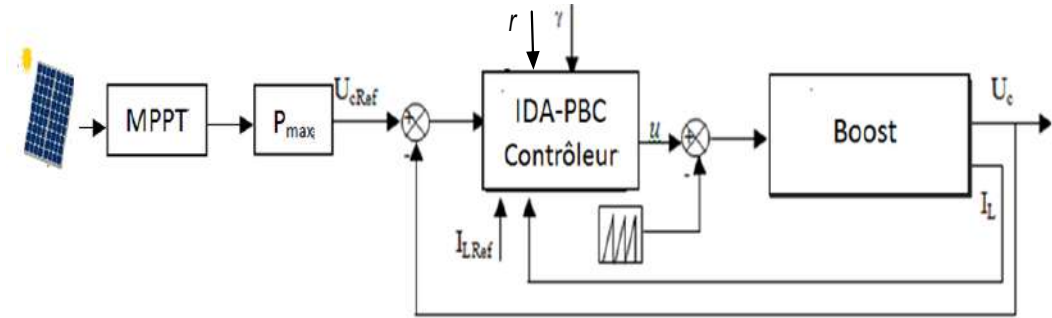 r
γ
MPPT
Pmax
UcRef
+
-
IDA-PBC
Contrôleur
u
+
-
Boost
Uc
IL
ILRef